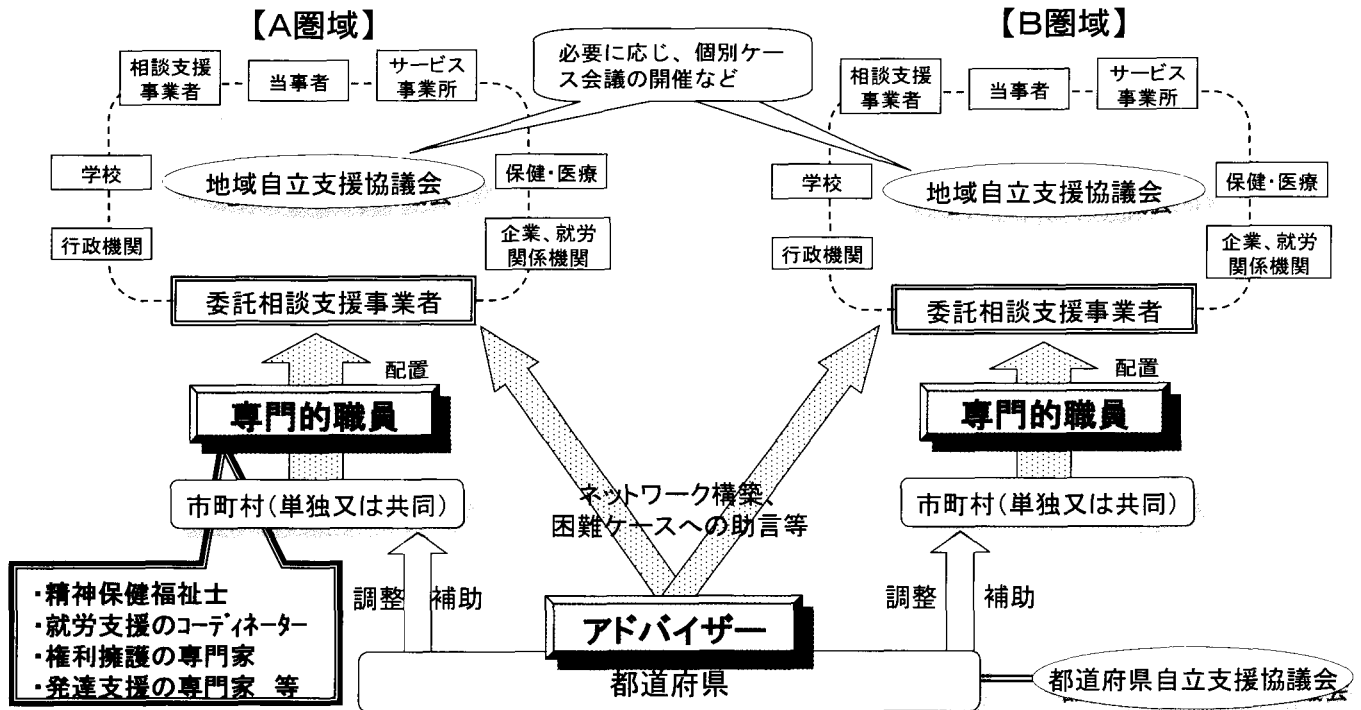 【A圏域】
相談支援
事業者
当事者
サービス
事業所
学校
地域自立支援協議会
保健・医療
行政機関
企業、就労
関係機関
委託相談支援事業者
配置
専門的職員
市町村(単独又は共同)
・精神保健福祉士
・就労支援のコーディネーター
・権利擁護の専門家
・発達支援の専門家 等
調整
補助
必要に応じ、個別ケー
ス会議の開催など
【B圏域】
相談支援
事業者
当事者
サービス
事業所
学校
地域自立支援協議会
保健・医療
行政機関
企業、就労
関係機関
委託相談支援事業者
配置
専門的職員
市町村(単独又は共同)
調整
補助
ネットワーク構築、
困難ケースへの助言等
アドバイザー
都道府県
都道府県自立支援協議会